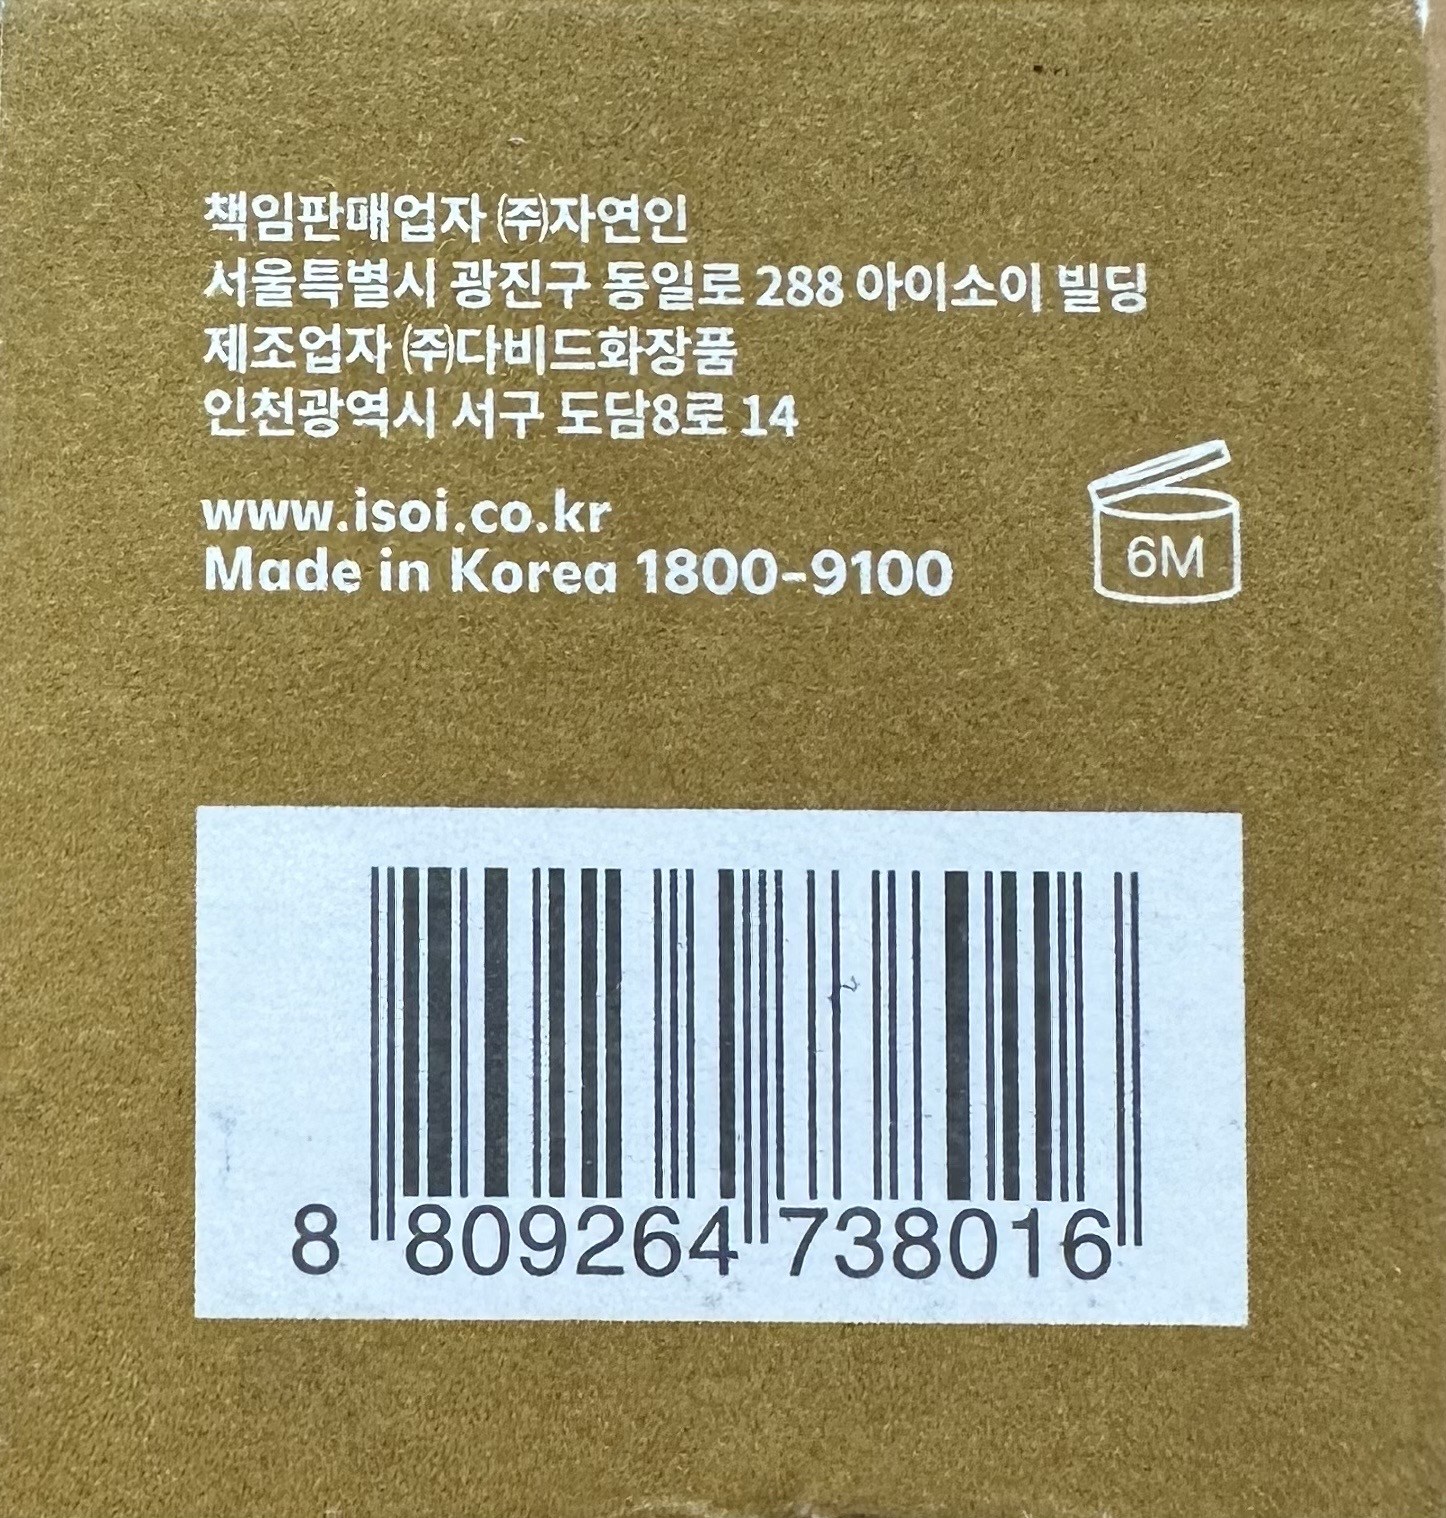 책임판매업자 ㈜자연인
서울특별시 광진구 동일로 288 아이소이 빌딩
제조업자 ㈜다비드화장품
인천광역시 서구 도담8로 14
www.isoi.co.kr
Made in Korea 1800-9100
6M
8 809264 738016